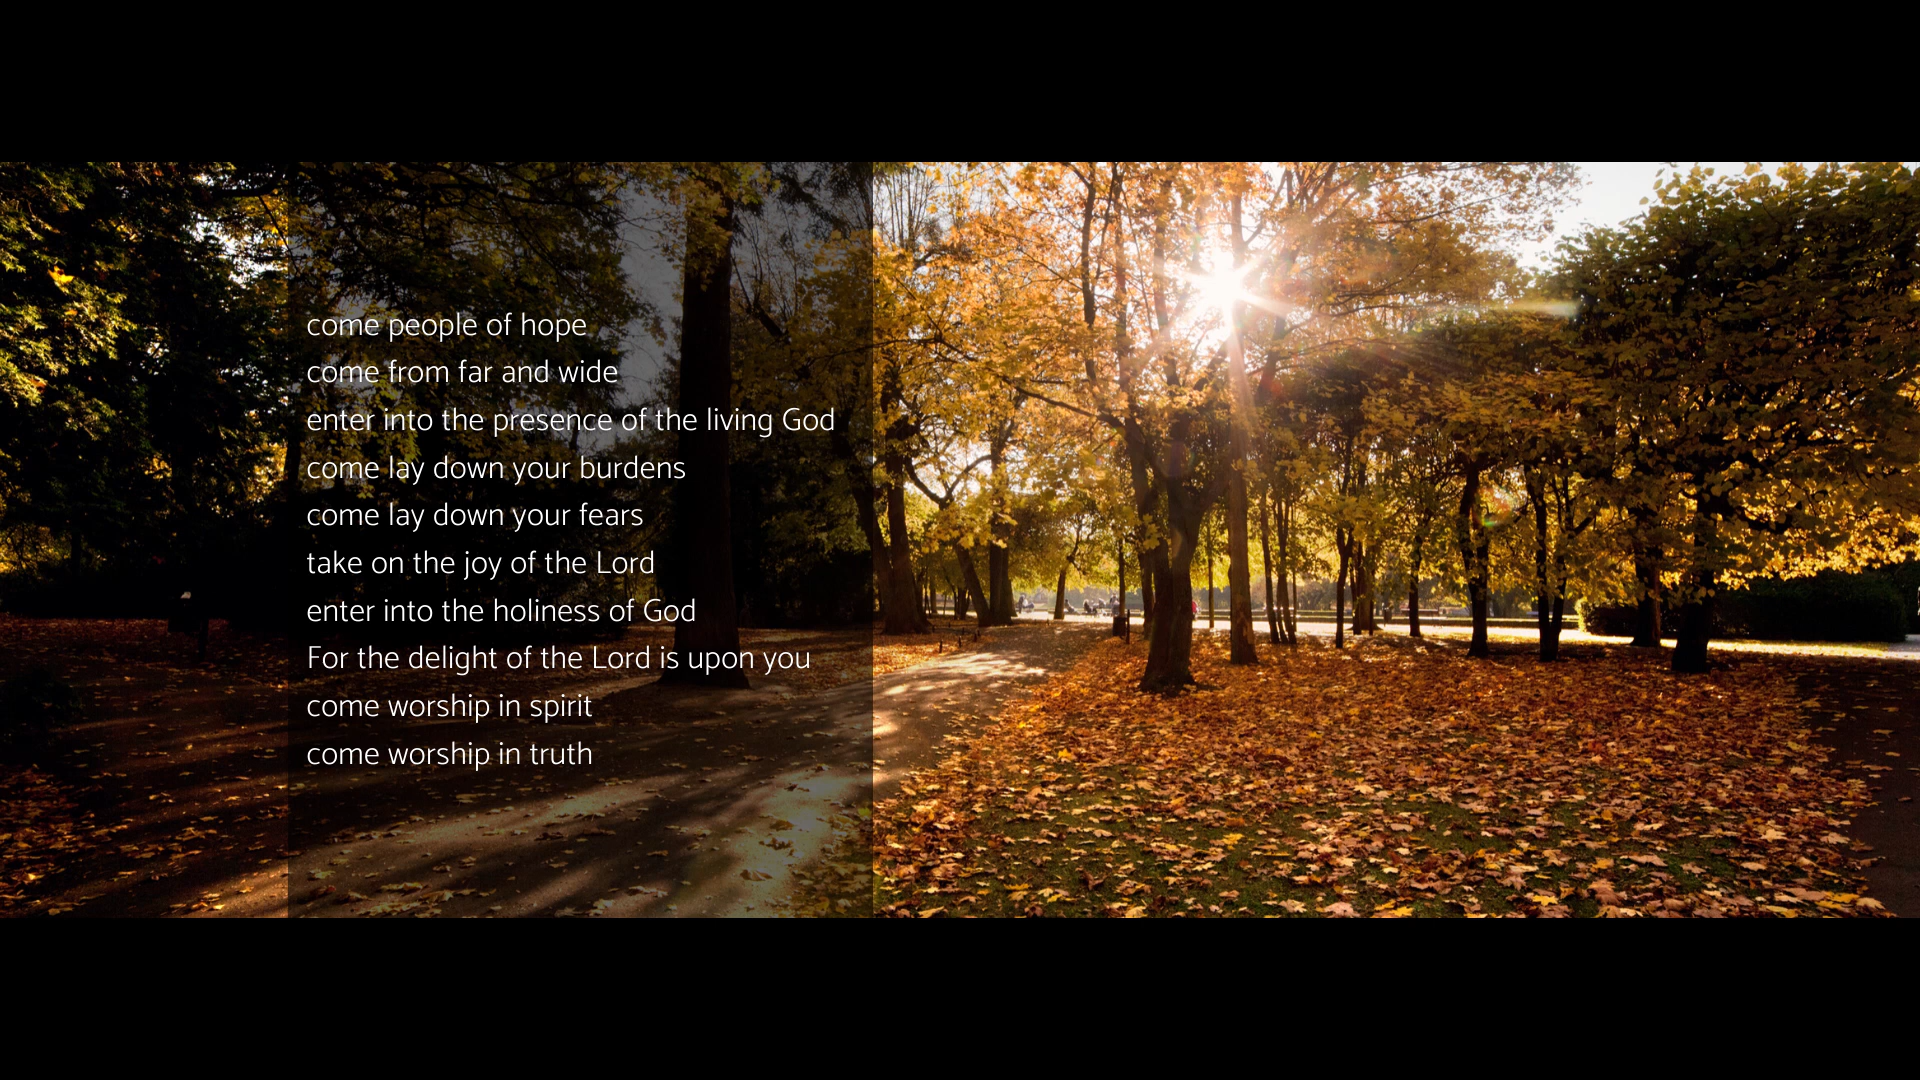 come people of hope
come from far and wide
enter into the presence of the living God
come lay down your burdens
come lay down your fears
take on the joy of the Lord
enter into the holiness of God
For the delight of the Lord is upon you
come worship in spirit
come worship in truth